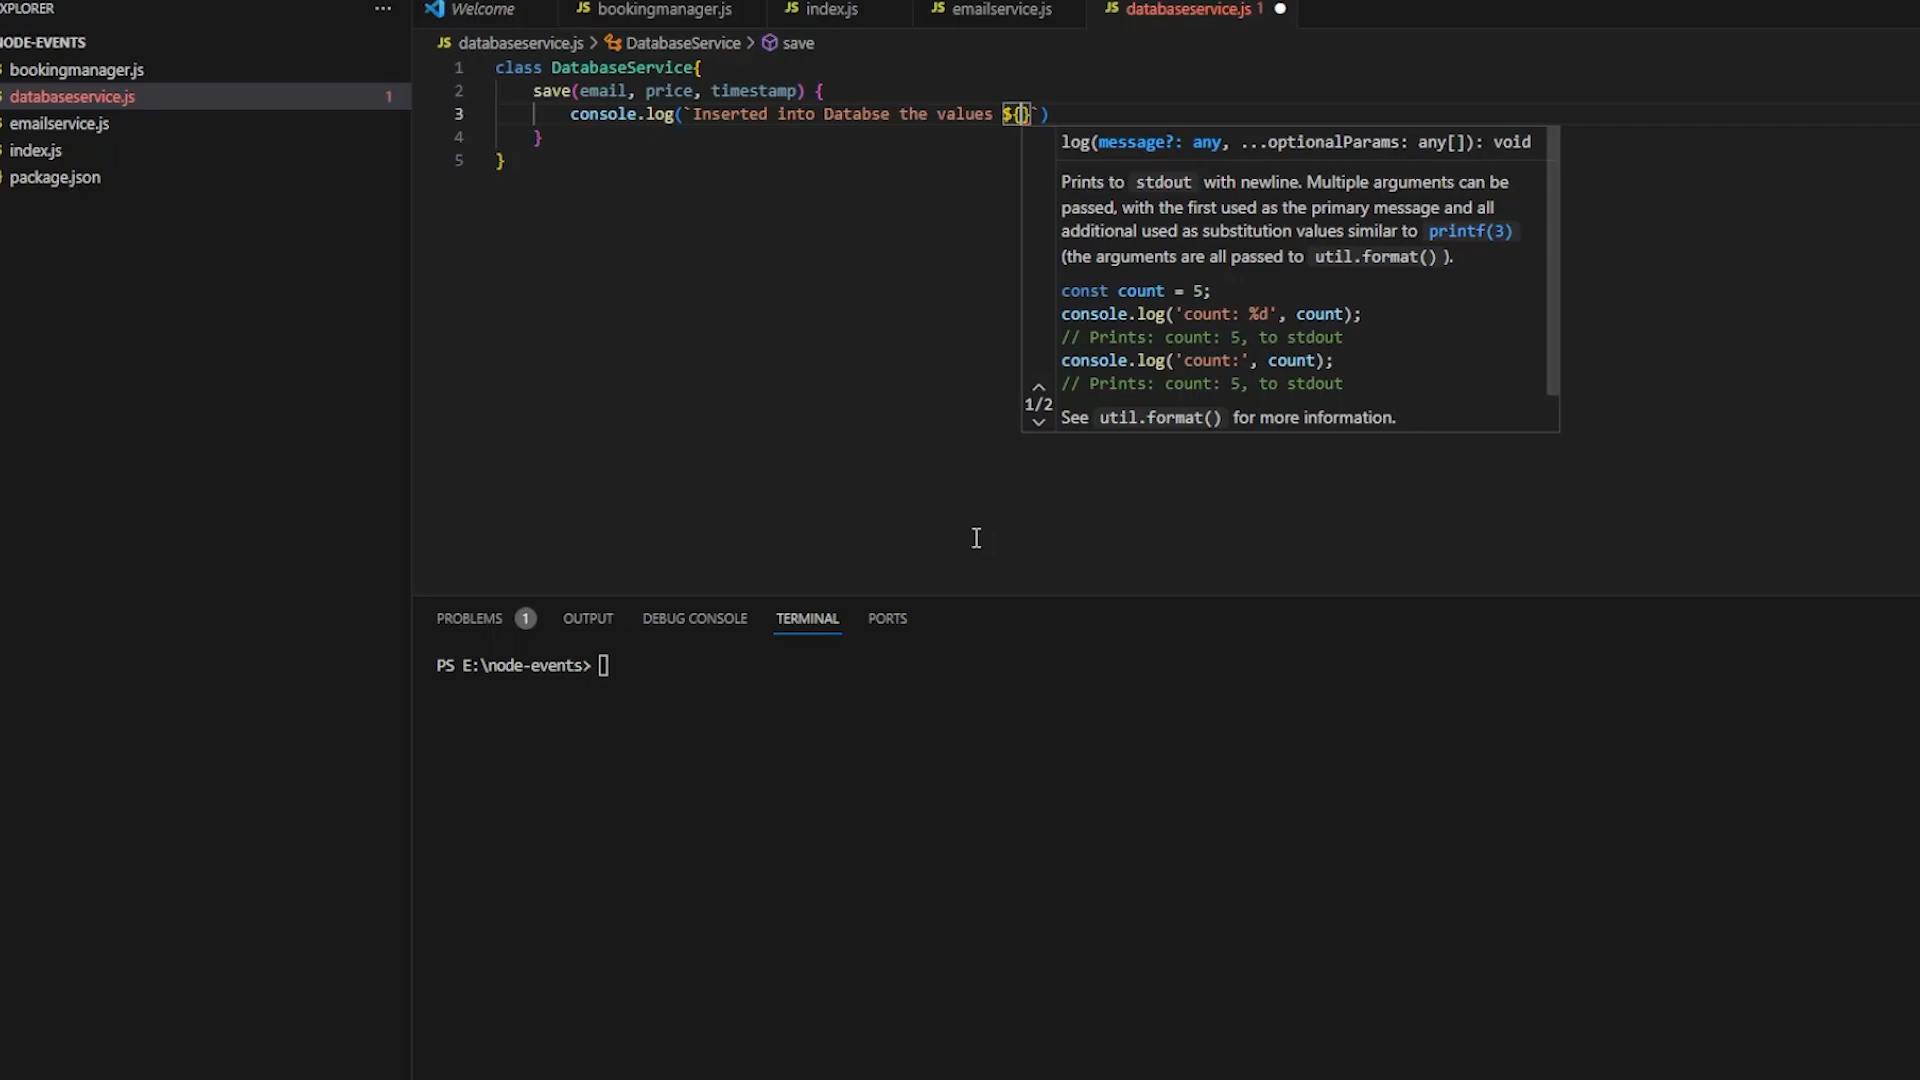 XPLORER ...
NODE-EVENTS
bookingmanager.js
databaseservice.js 1
emailservice.js
index.js
package.json
Welcome JS bookingmanager.js JS index.js JS emailservice.js JS databaseservice.js 1
JS databaseservice.js > DatabaseService > save
1 class DatabaseService{
2 save(email, price, timestamp) {
3 console.log(`Inserted into Databse the values ${}`)
4 }
5 }
log(message?: any, ...optionalParams: any[]): void
Prints to stdout with newline. Multiple arguments can be
passed, with the first used as the primary message and all
additional used as substitution values similar to printf(3)
(the arguments are all passed to util.format() ).
const count = 5;
console.log('count: %d', count);
// Prints: count: 5, to stdout
console.log('count:', count);
// Prints: count: 5, to stdout
1/2
See util.format() for more information.
PROBLEMS 1 OUTPUT DEBUG CONSOLE TERMINAL PORTS
PS E:\node-events>